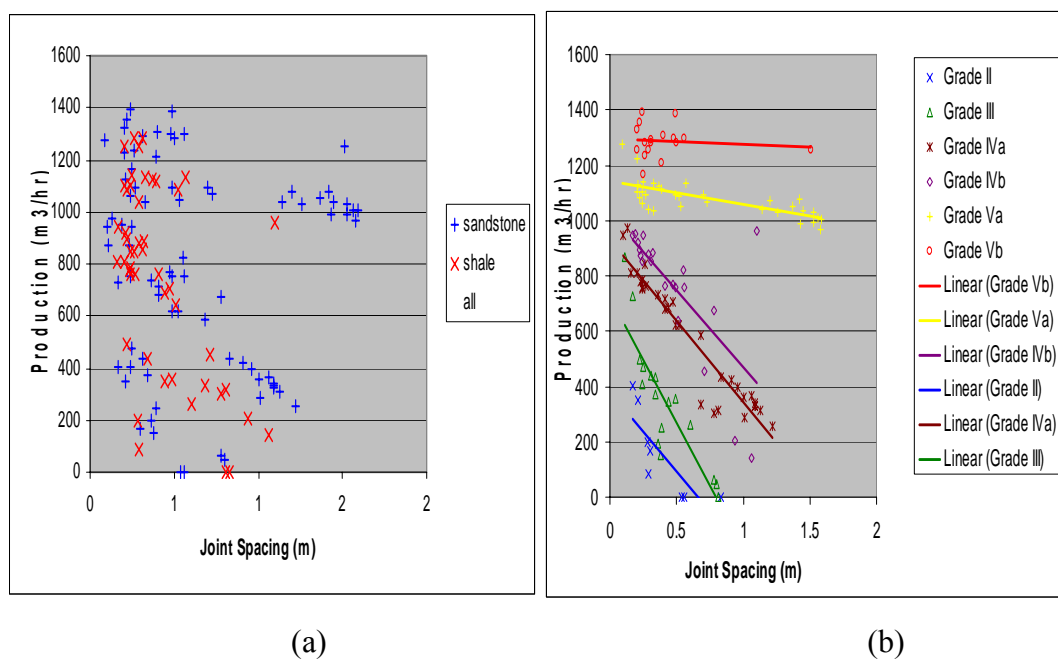 1600
1400
1200
1000
800
600
400
200
0
0 1 1 2 2
Production (m3/hr)
Joint Spacing (m)
sandstone
shale
all
(a)
1600
1400
1200
1000
800
600
400
200
0
0 0.5 1 1.5 2
Production (m3/hr)
Joint Spacing (m)
Grade II
Grade III
Grade IVa
Grade IVb
Grade Va
Grade Vb
Linear (Grade Vb)
Linear (Grade Va)
Linear (Grade IVb)
Linear (Grade II)
Linear (Grade IVa)
Linear (Grade III)
(b)